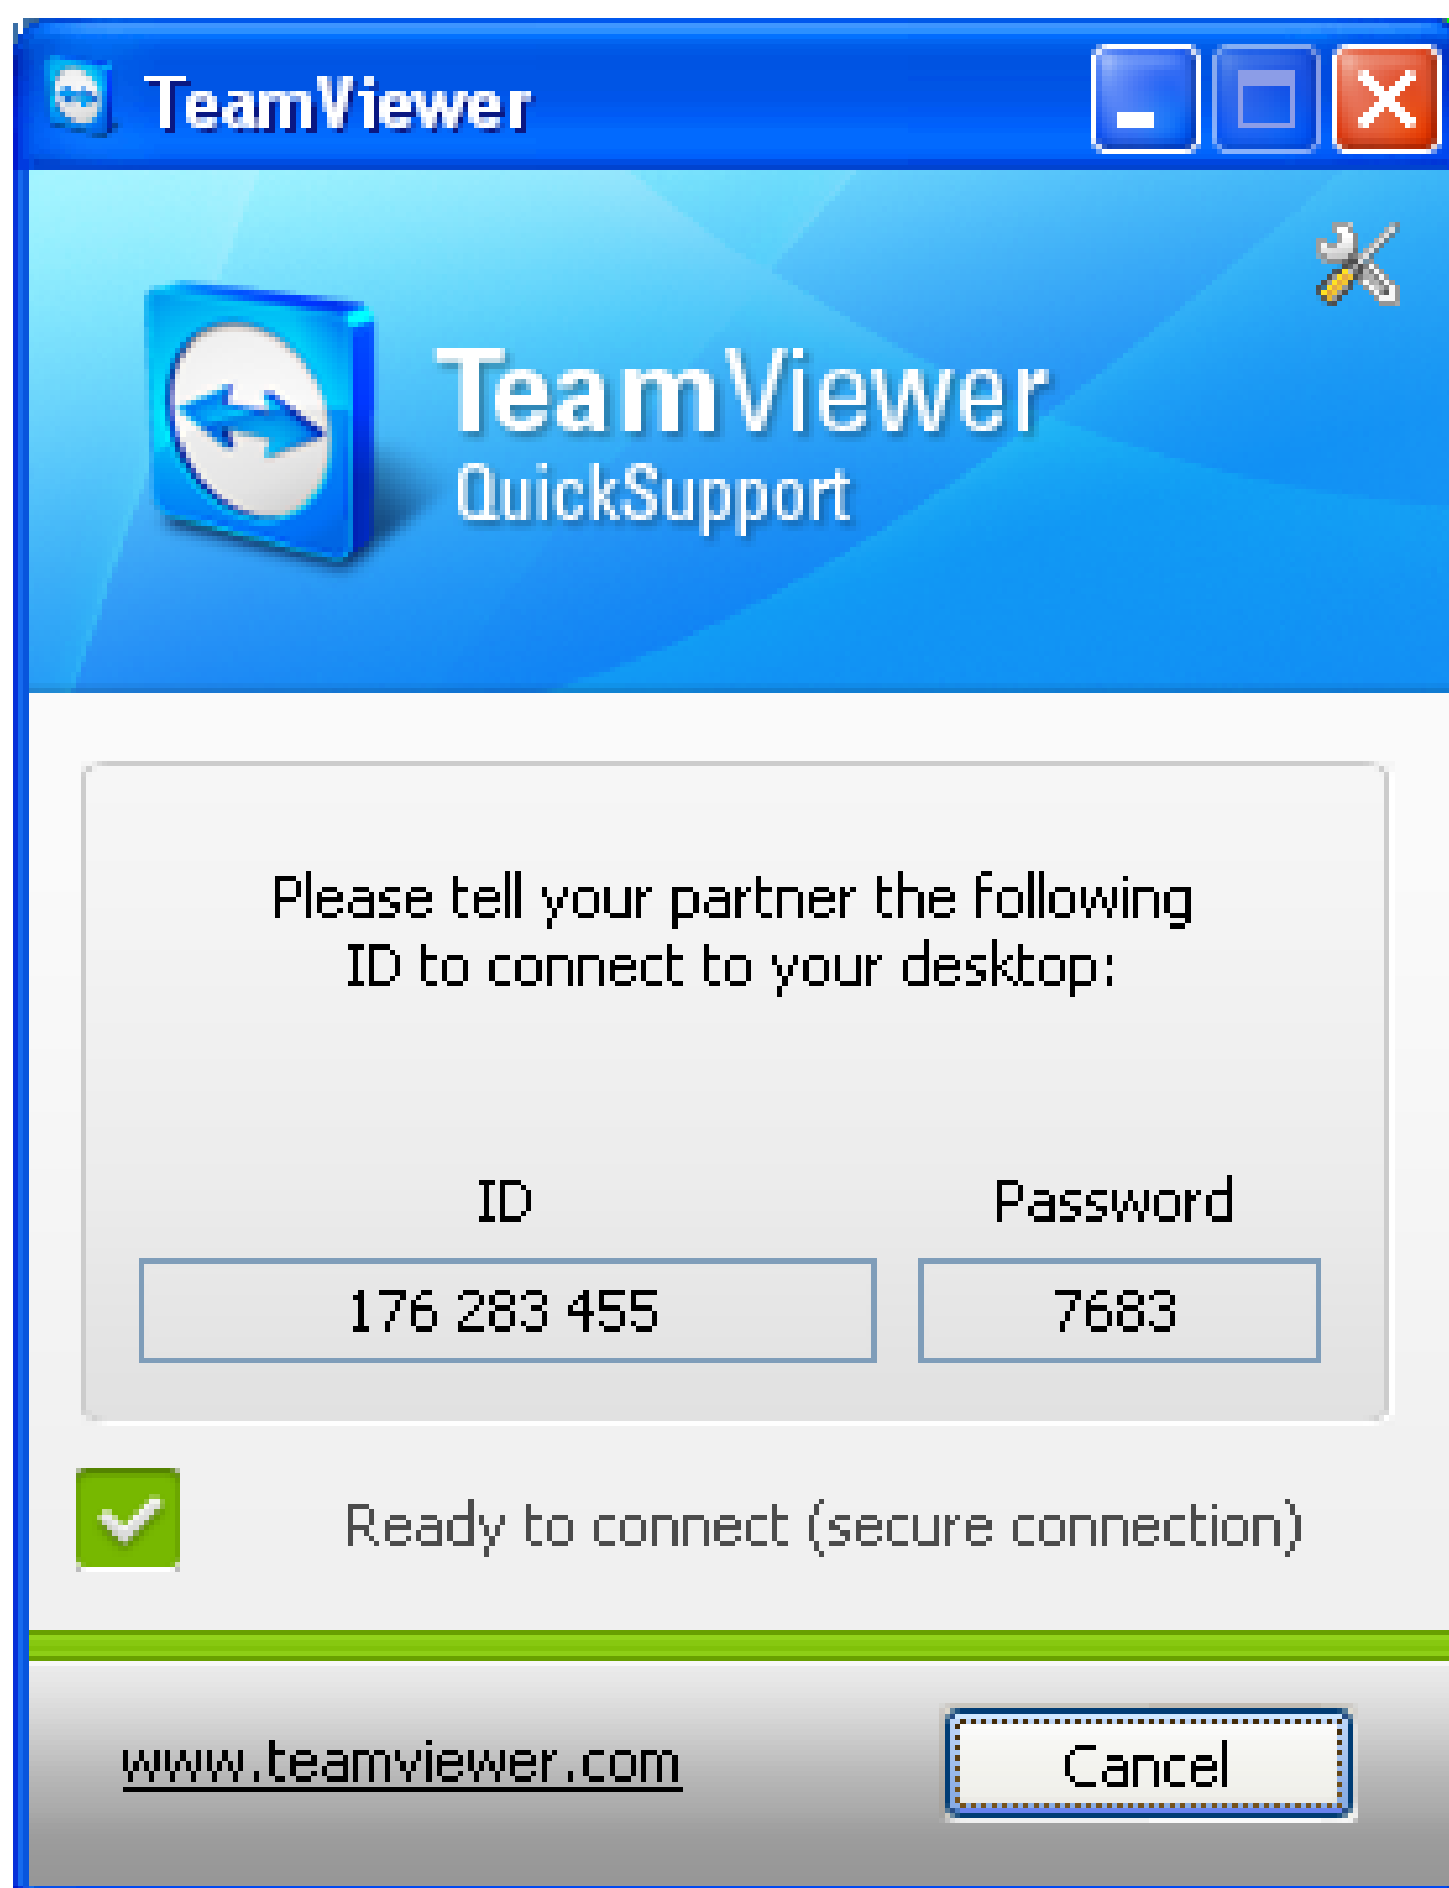 TeamViewer
TeamViewer
QuickSupport
Please tell your partner the following
ID to connect to your desktop:
ID Password
176 283 455 7683
Ready to connect (secure connection)
www.teamviewer.com Cancel